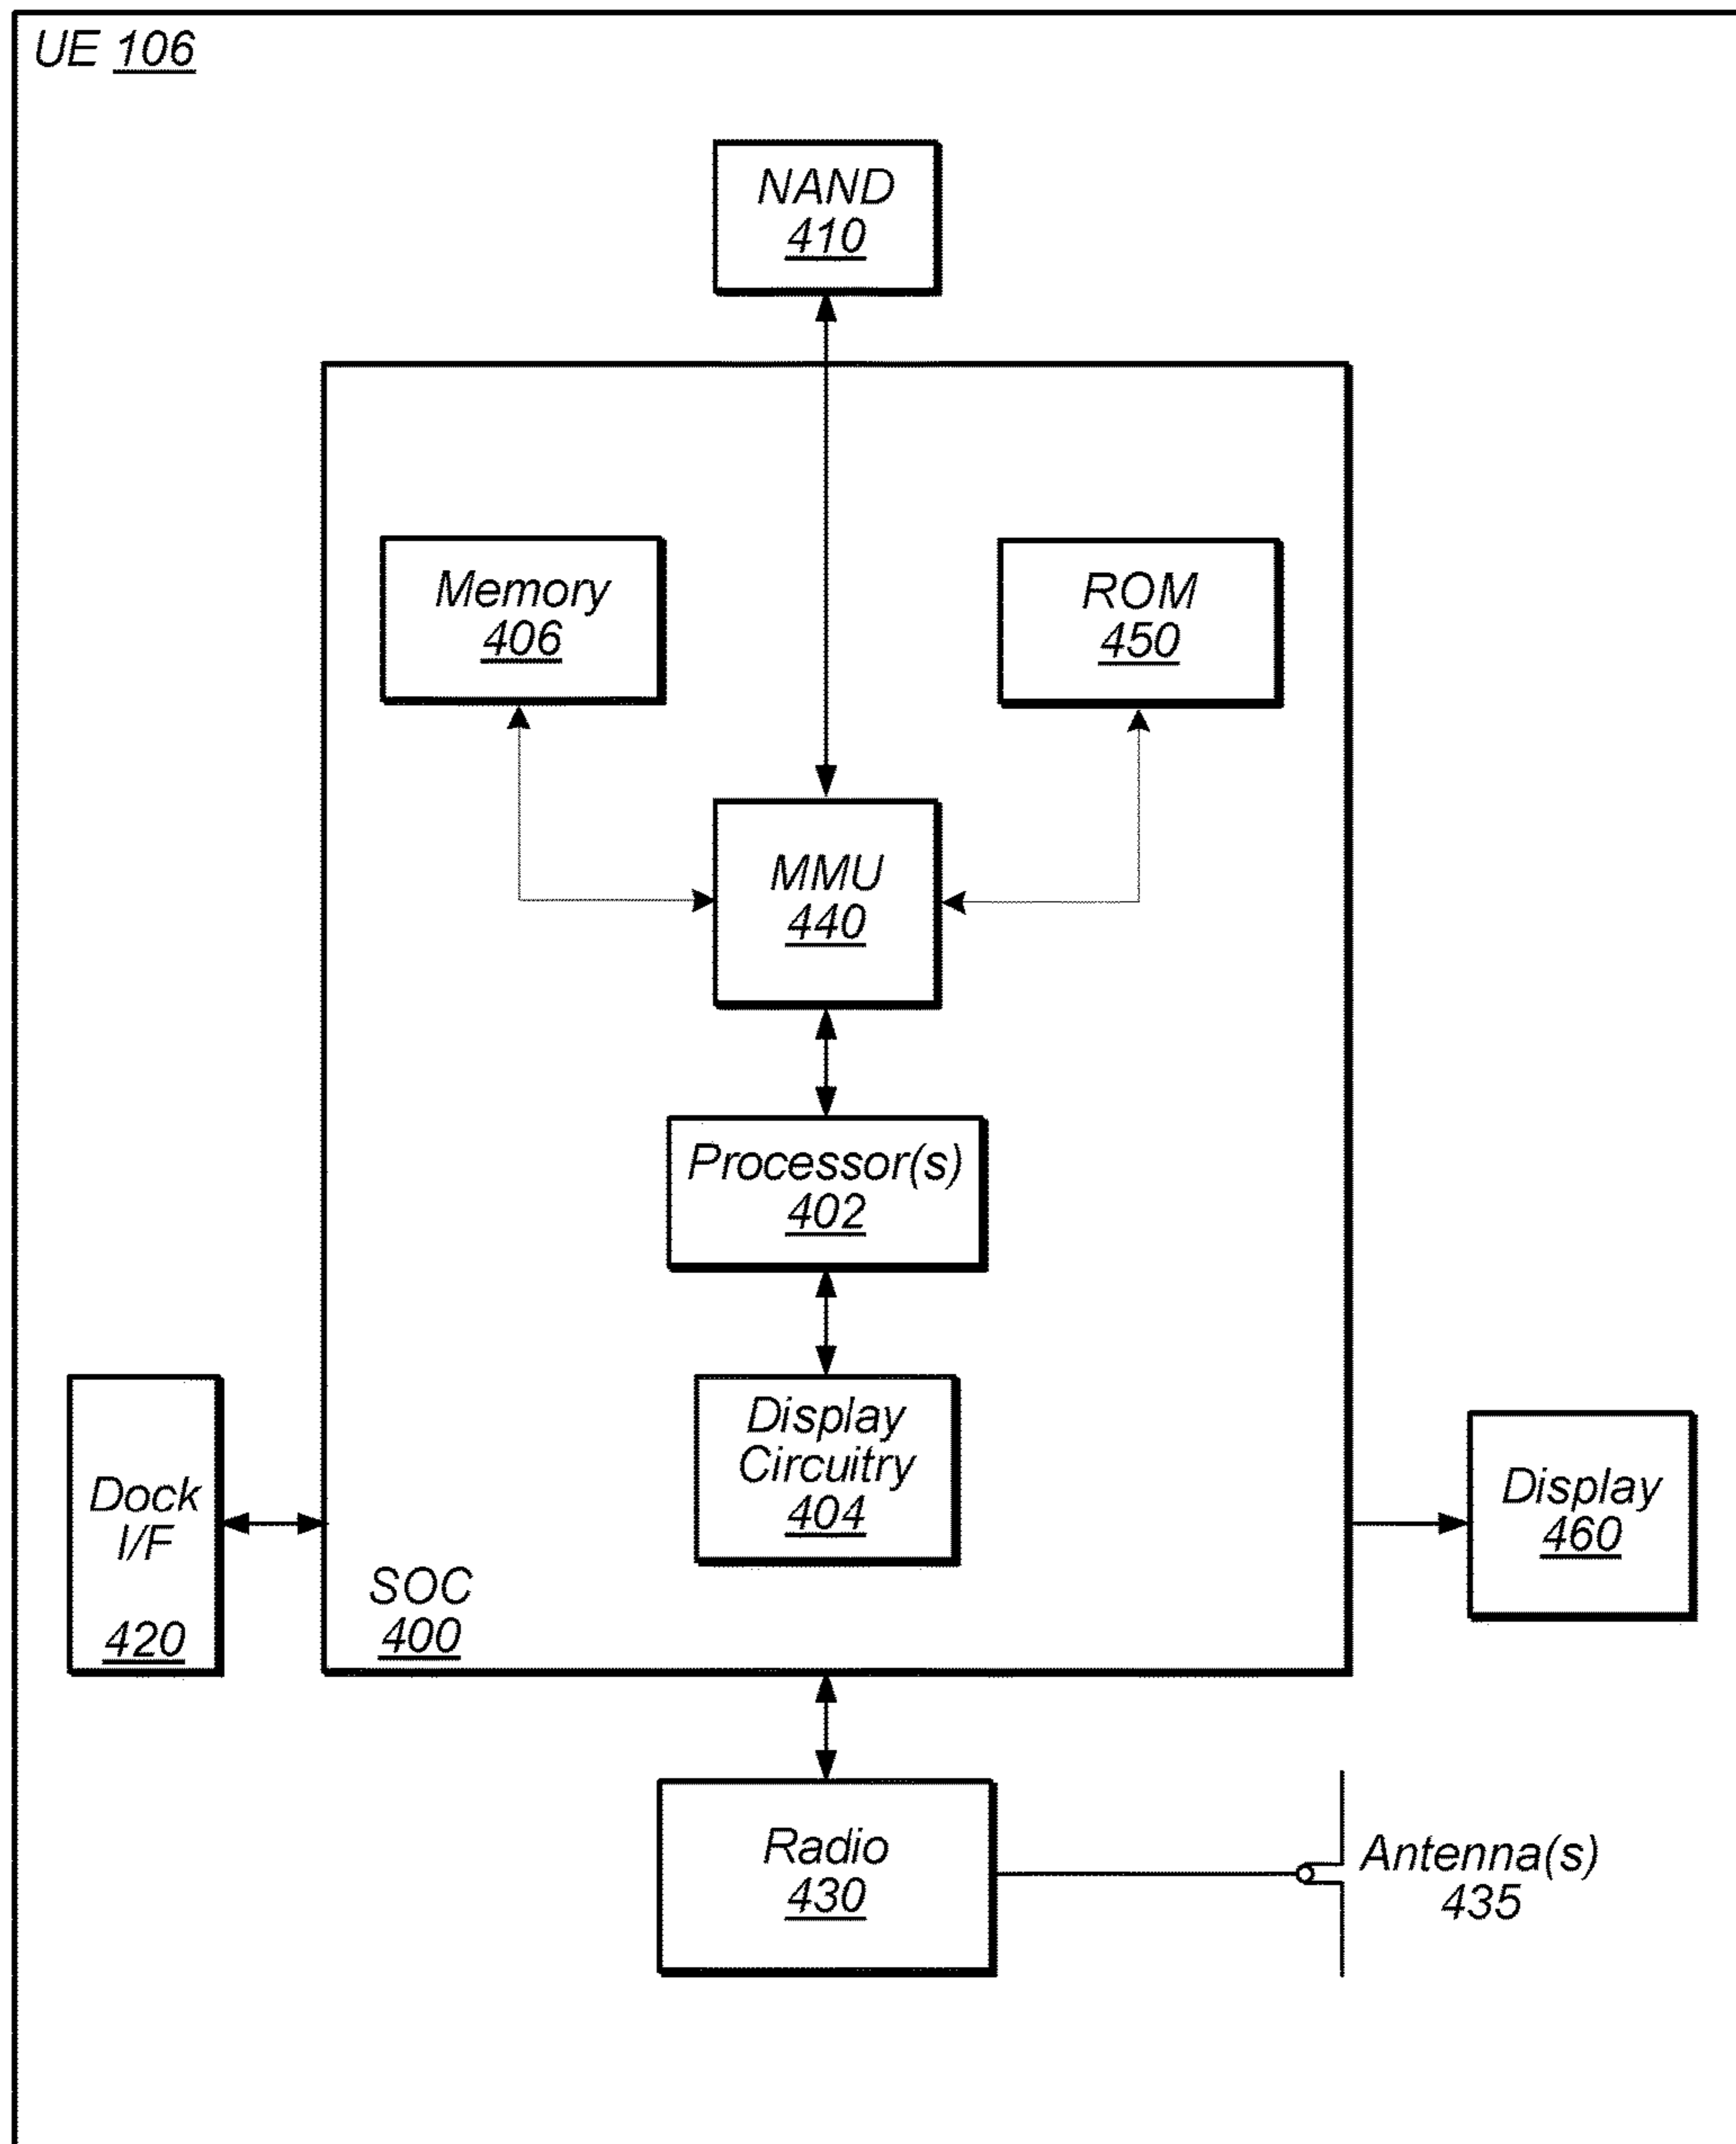 UE 106
NAND
410
Memory
406
ROM
450
MMU
440
Processor(s)
402
Display
Circuitry
404
Dock
I/F
420
SOC
400
Display
460
Radio
430
Antenna(s)
435